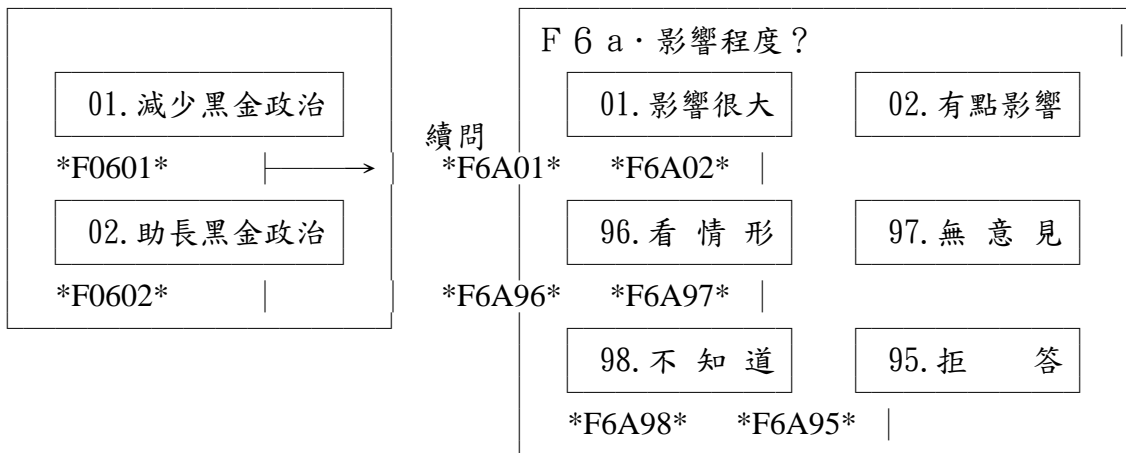 Ｆ６ａ．影響程度？
01.減少黑金政治 01.影響很大 02.有點影響
續問
*F0601* *F6A01* *F6A02*
02.助長黑金政治 96.看 情 形 97.無 意 見
*F0602* *F6A96* *F6A97*
98.不 知 道 95.拒　　答
*F6A98* *F6A95*